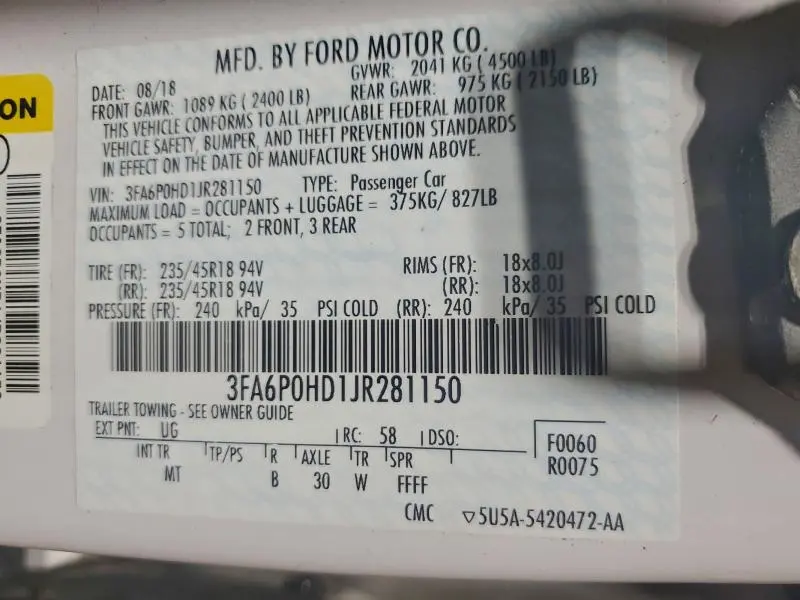 ON
MFD. BY FORD MOTOR CO.
DATE: 08/18
GVWR: 2041 KG ( 4500 LB)
FRONT GAWR: 1089 KG ( 2400 LB)
REAR GAWR: 975 KG ( 2150 LB)
THIS VEHICLE CONFORMS TO ALL APPLICABLE FEDERAL MOTOR
VEHICLE SAFETY, BUMPER, AND THEFT PREVENTION STANDARDS
IN EFFECT ON THE DATE OF MANUFACTURE SHOWN ABOVE.
VIN: 3FA6P0HD1JR281150 TYPE: Passenger Car
MAXIMUM LOAD = OCCUPANTS + LUGGAGE = 375KG/ 827LB
OCCUPANTS = 5 TOTAL; 2 FRONT, 3 REAR
TIRE (FR): 235/45R18 94V RIMS (FR): 18x8.0J
(RR): 235/45R18 94V (RR): 18x8.0J
PRESSURE (FR): 240 kPa/ 35 PSI COLD (RR): 240 kPa/ 35 PSI COLD
3FA6P0HD1JR281150
TRAILER TOWING - SEE OWNER GUIDE
EXT PNT: UG RC: 58 DSO:
F0060
R0075
INT TR TP/PS R AXLE TR SPR
MT B 30 W FFFF
CMC ▽5U5A-5420472-AA